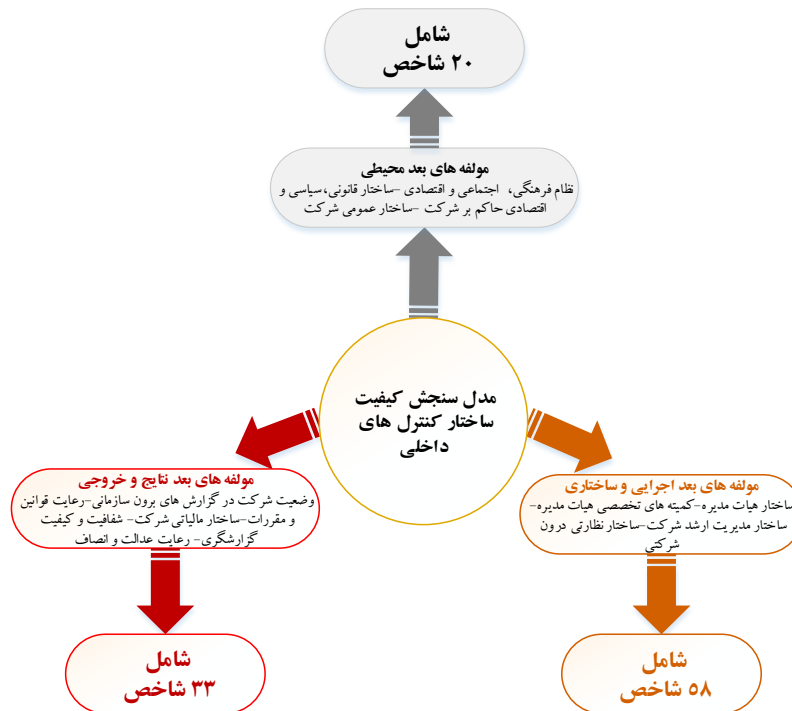 شامل
۲۰ شاخص
مولفه های بعد محیطی
نظام فرهنگی، اجتماعی و اقتصادی -ساختار قانونی،سیاسی و
اقتصادی حاکم بر شرکت -ساختار عمومی شرکت
مدل سنجش کیفیت
ساختار کنترل های
داخلی
مولفه های بعد اجرایی و ساختاری
ساختار هیات مدیره-کمیته های تخصصی هیات مدیره-
ساختار مدیریت ارشد شرکت-ساختار نظارتی درون
شرکتی
شامل
۵۸ شاخص
مولفه های بعد نتایج و خروجی
وضعیت شرکت در گزارش های برون سازمانی-رعایت قوانین
و مقررات-ساختار مالیاتی شرکت- شفافیت و کیفیت
گزارشگری- رعایت عدالت و انصاف
شامل
۳۳ شاخص